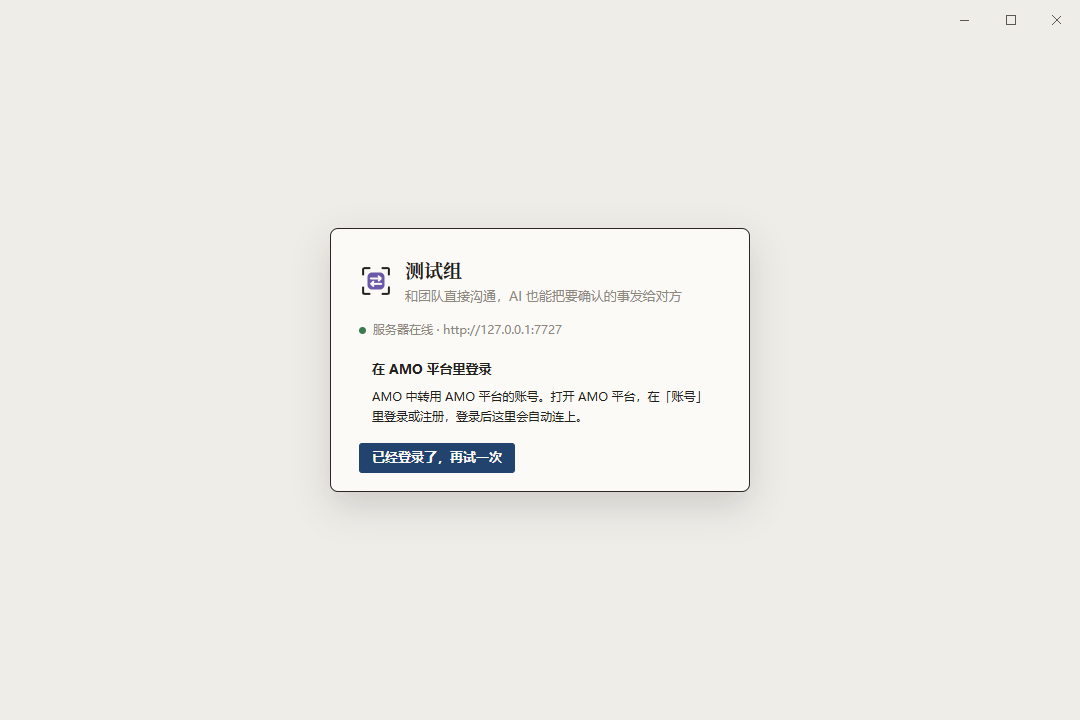 测试组
和团队直接沟通，AI 也能把要确认的事发给对方
服务器在线 · http://127.0.0.1:7727
在 AMO 平台里登录
AMO 中转用 AMO 平台的账号。打开 AMO 平台，在「账号」
里登录或注册，登录后这里会自动连上。
已经登录了，再试一次